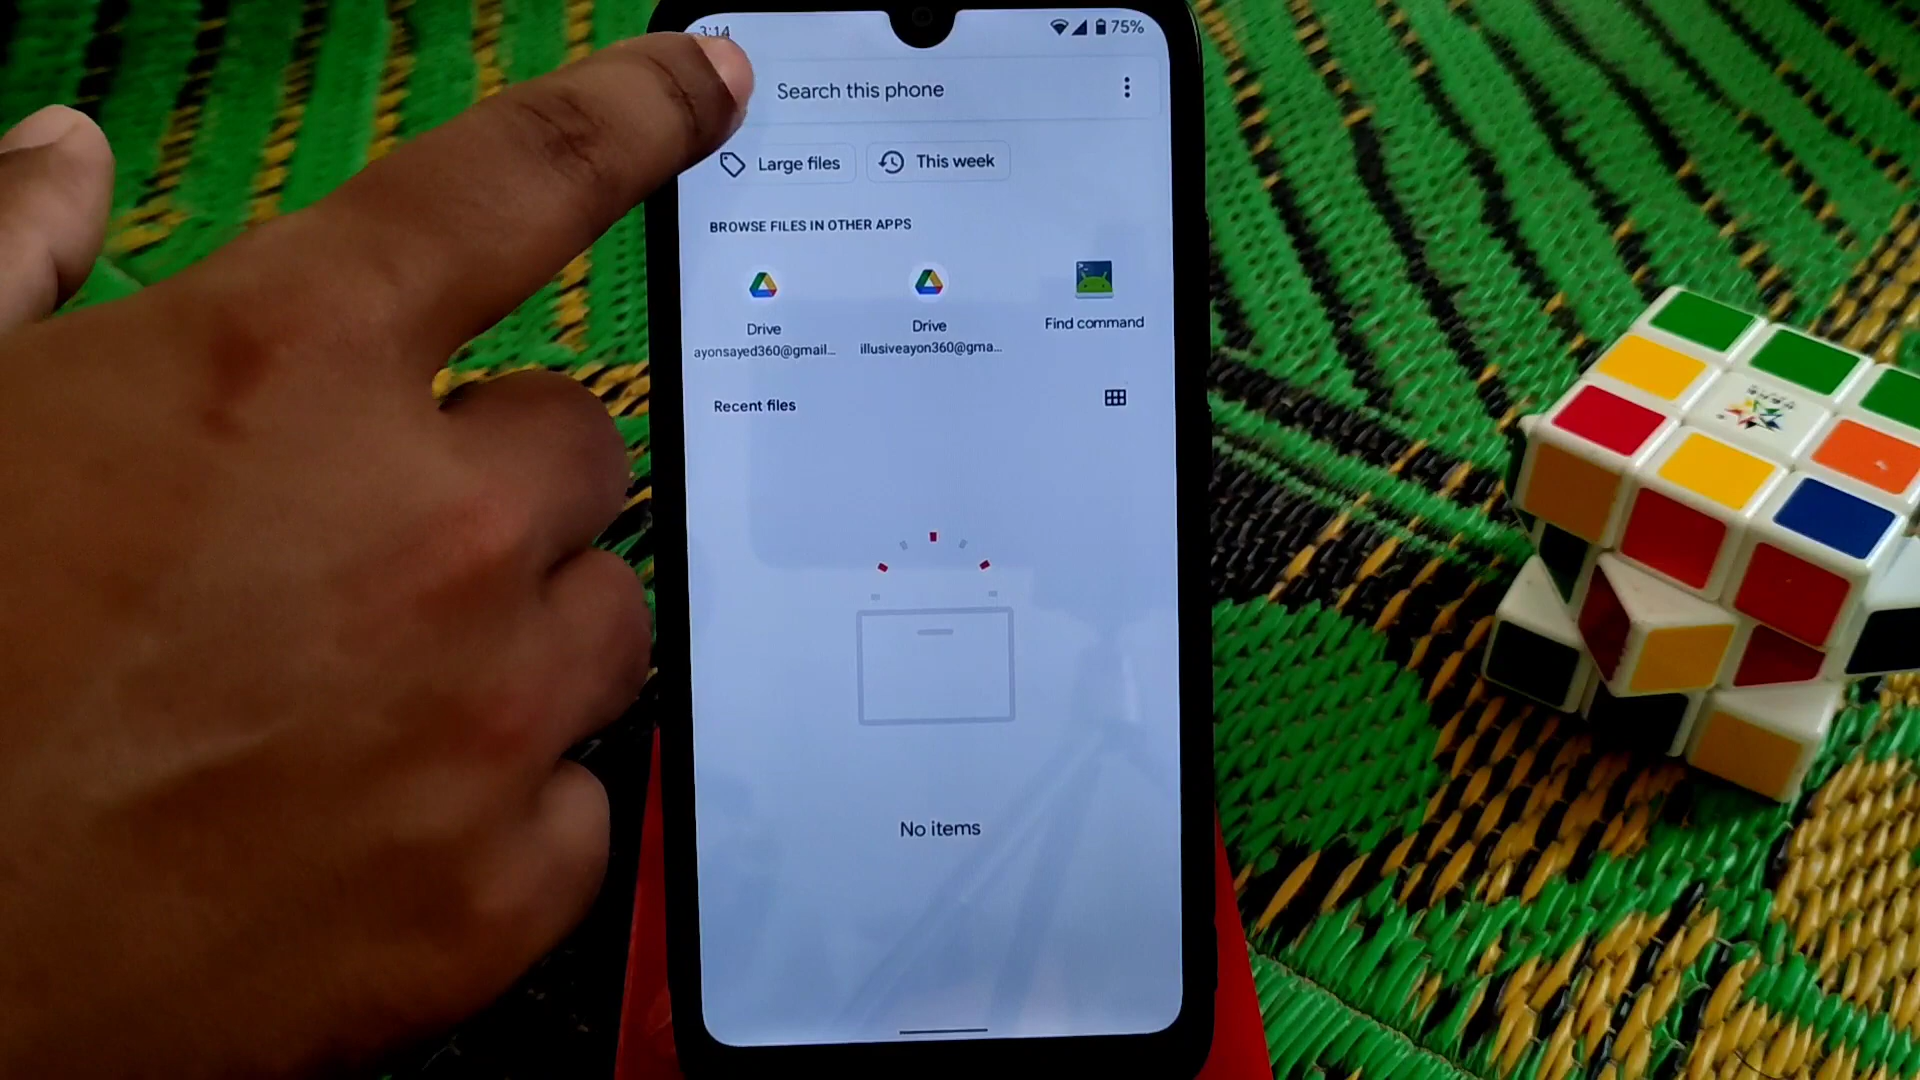 3:14
75%
Search this phone
Large files
This week
BROWSE FILES IN OTHER APPS
Drive
ayonsayed360@gmail...
Drive
illusiveayon360@gma...
Find command
Recent files
No items